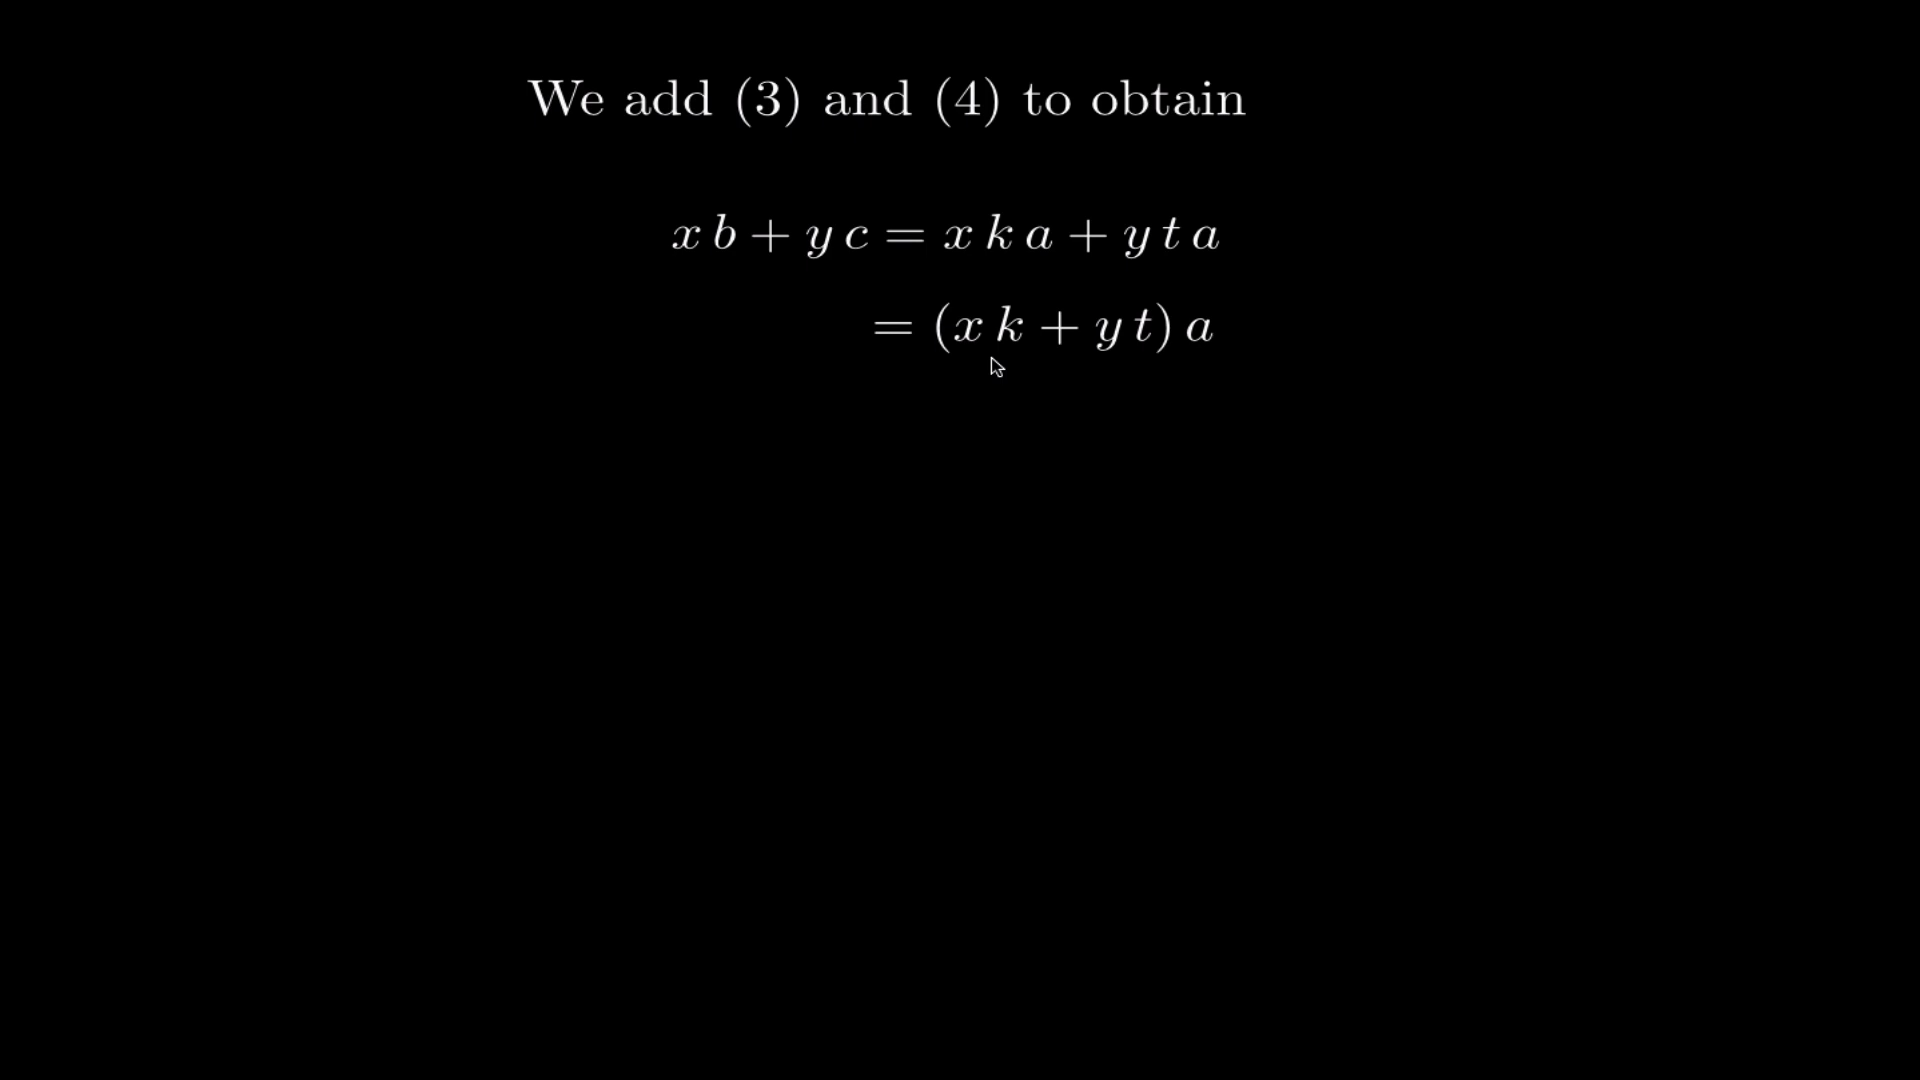 We add (3) and (4) to obtain
x b + y c = x k a + y t a
= (x k + y t) a